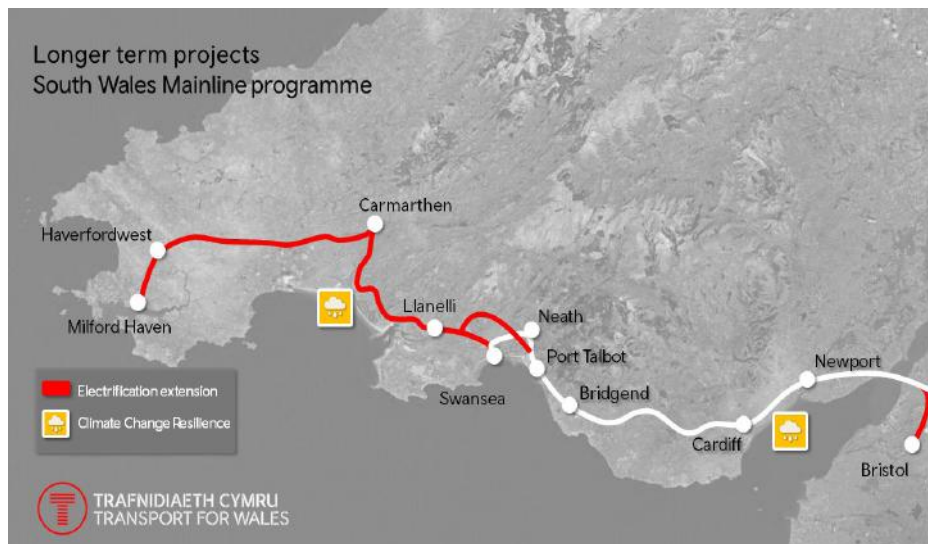 Longer term projects
South Wales Mainline programme
Carmarthen
Haverfordwest
Milford Haven
Llanelli
Neath
Port Talbot
Swansea
Bridgend
Newport
Cardiff
Bristol
Electrification extension
Climate Change Resilience
TRAFNIDIAETH CYMRU
TRANSPORT FOR WALES